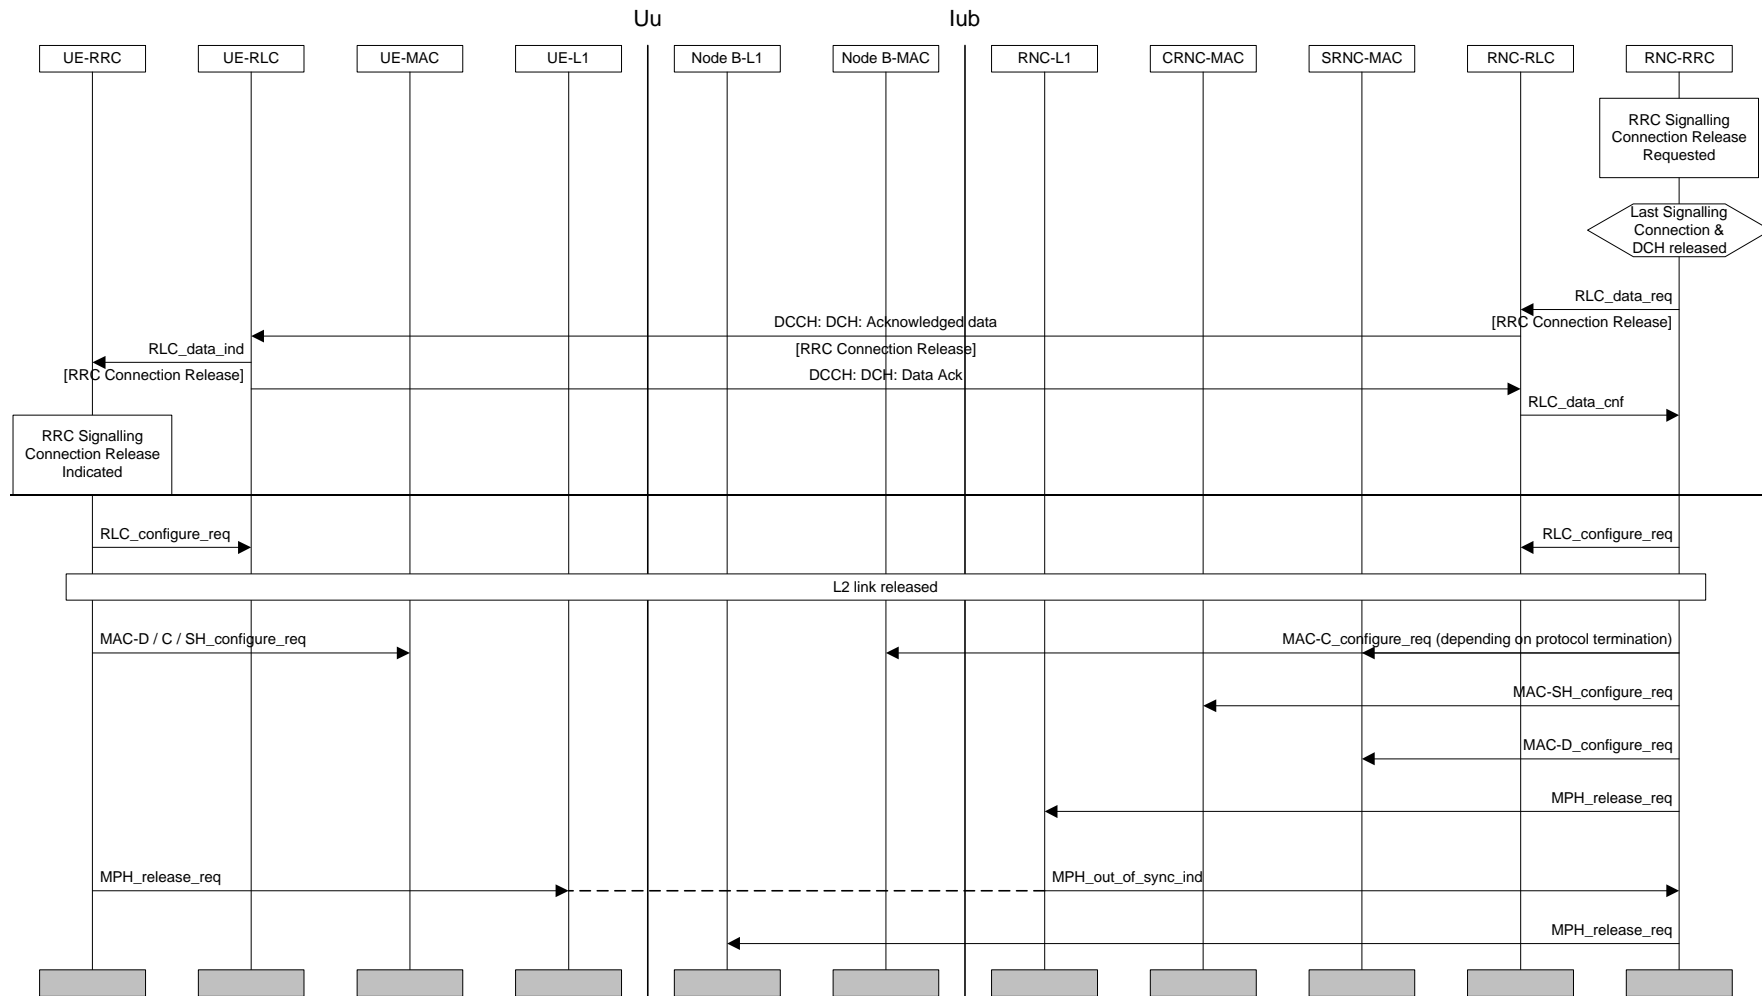 Uu
Iub
UE-RRC
UE-RLC
UE-MAC
UE-L1
Node B-L1
Node B-MAC
RNC-L1
CRNC-MAC
SRNC-MAC
RNC-RLC
RNC-RRC
RRC Signalling
Connection Release
Requested
Last Signalling
Connection &
DCH released
RLC_data_req
DCCH: DCH: Acknowledged data
[RRC Connection Release]
RLC_data_ind
[RRC Connection Release]
[RRC Connection Release]
DCCH: DCH: Data Ack
RLC_data_cnf
RRC Signalling
Connection Release
Indicated
RLC_configure_req
RLC_configure_req
L2 link released
MAC-D / C / SH_configure_req
MAC-C_configure_req (depending on protocol termination)
MAC-SH_configure_req
MAC-D_configure_req
MPH_release_req
MPH_release_req
MPH_out_of_sync_ind
MPH_release_req